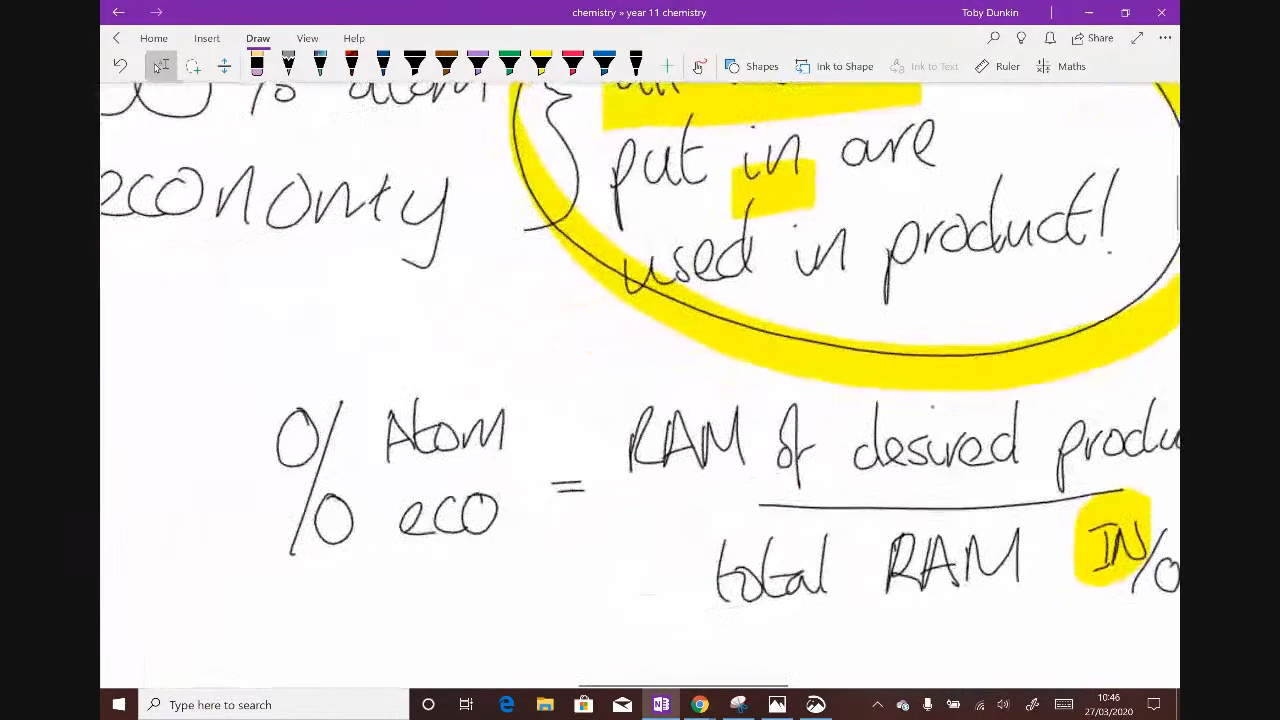 chemistry » year 11 chemistry
Toby Dunkin
Home Insert Draw View Help
Share
Shapes Ink to Shape Ink to Text Ruler Maths
% atom
economy
put in are
used in product!
% Atom eco = RAM of desired produ
total RAM IN/O
Type here to search
10:46
27/03/2020